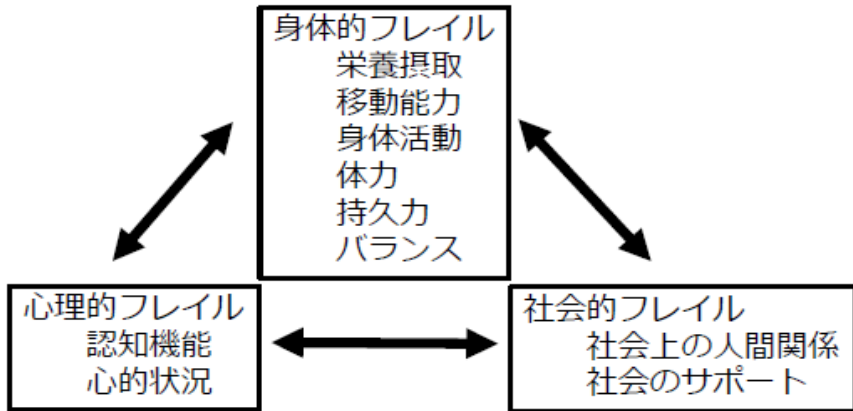 身体的フレイル
栄養摂取
移動能力
身体活動
体力
持久力
バランス
心理的フレイル
認知機能
心的状況
社会的フレイル
社会上の人間関係
社会のサポート